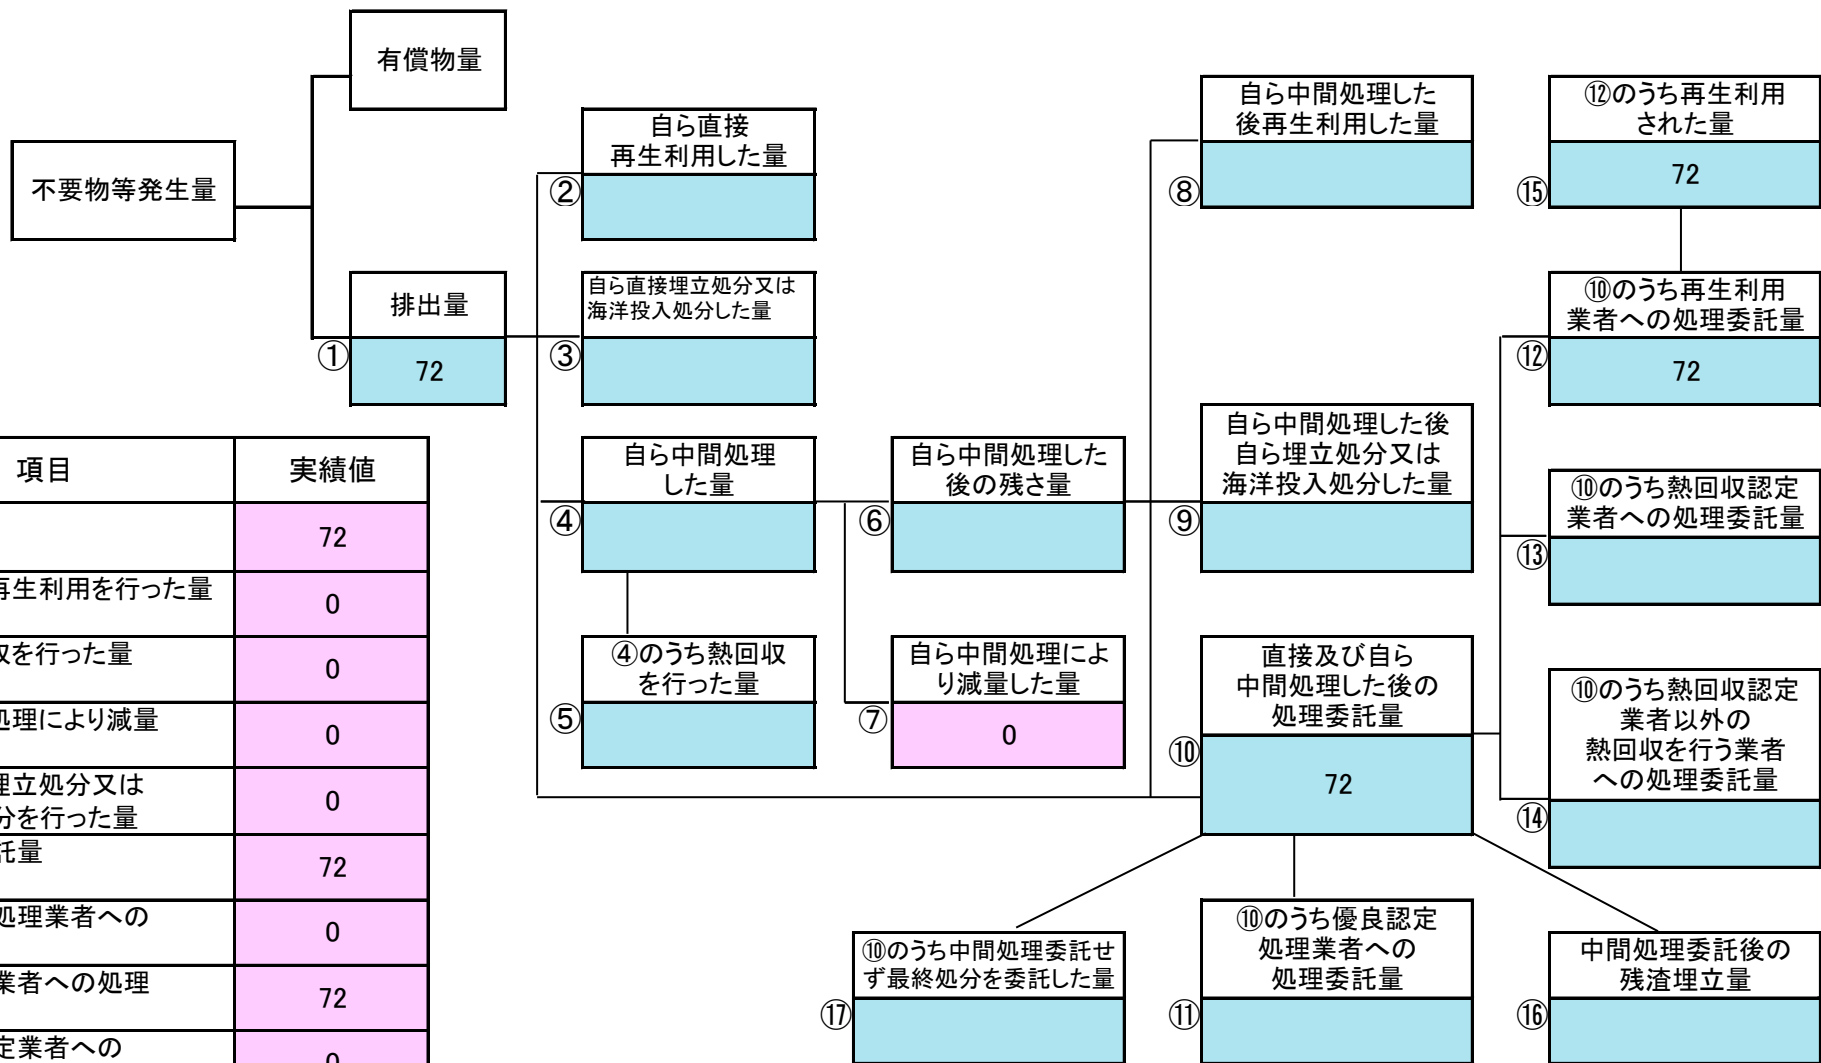 有償物量
不要物等発生量
排出量
①
72
自ら直接
再生利用した量
②
自ら直接埋立処分又は
海洋投入処分した量
③
自ら中間処理
した量
④
④のうち熱回収
を行った量
⑤
自ら中間処理した
後の残さ量
⑥
自ら中間処理によ
り減量した量
⑦
0
自ら中間処理した
後再生利用した量
⑧
自ら中間処理した後
自ら埋立処分又は
海洋投入処分した量
⑨
直接及び自ら
中間処理した後の
処理委託量
⑩
72
⑫のうち再生利用
された量
⑮
72
⑩のうち再生利用
業者への処理委託量
⑫
72
⑩のうち熱回収認定
業者への処理委託量
⑬
⑩のうち熱回収認定
業者以外の
熱回収を行う業者
への処理委託量
⑭
⑩のうち中間処理委託せ
ず最終処分を委託した量
⑰
⑩のうち優良認定
処理業者への
処理委託量
⑪
中間処理委託後の
残渣埋立量
⑯
項目 実績値
72
再生利用を行った量 0
を行った量 0
処理により減量 0
埋立処分又は
分を行った量 0
託量 72
処理業者への 0
業者への処理 72
定業者への 0